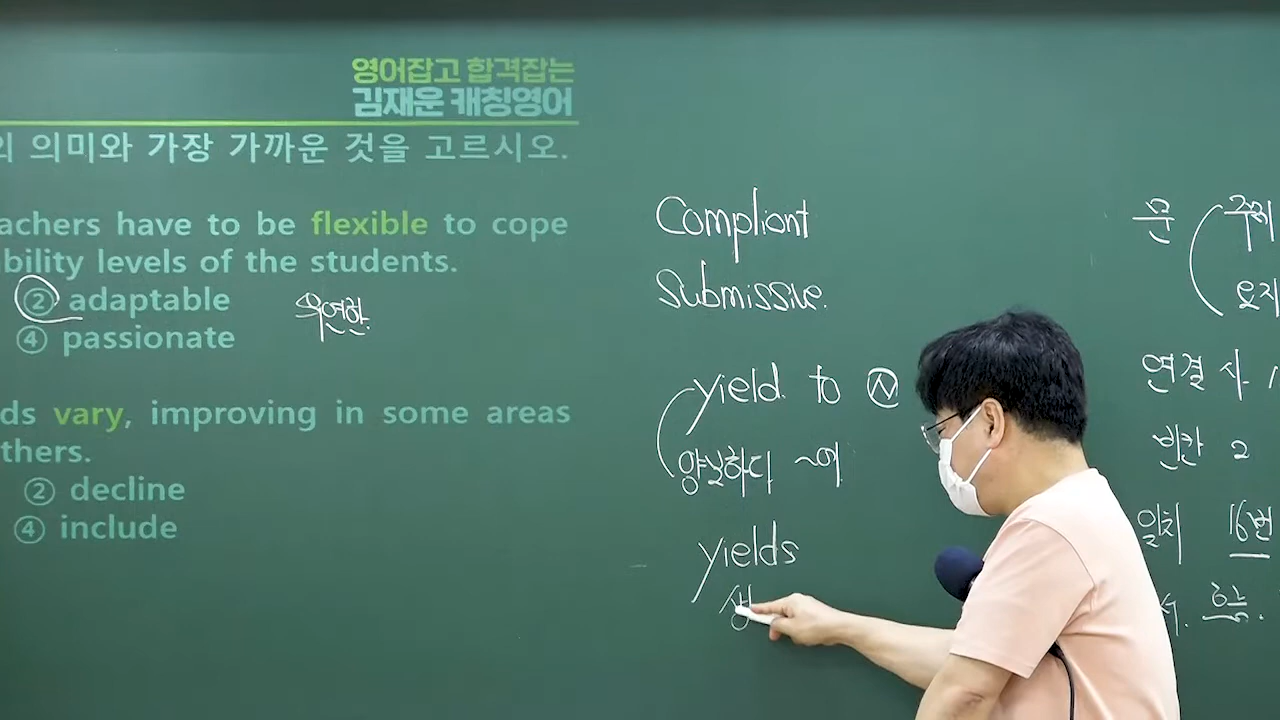 영어잡고 합격잡는
김재운 캐칭영어
의 의미와 가장 가까운 것을 고르시오.
achers have to be flexible to cope
bility levels of the students.
② adaptable
유연한.
④ passionate
ds vary, improving in some areas
thers.
② decline
④ include
Compliant
Submissive.
yield to Ⓝ
양보하다 ~에
yields
생
문
연결사
빈칸 2
일치 16번